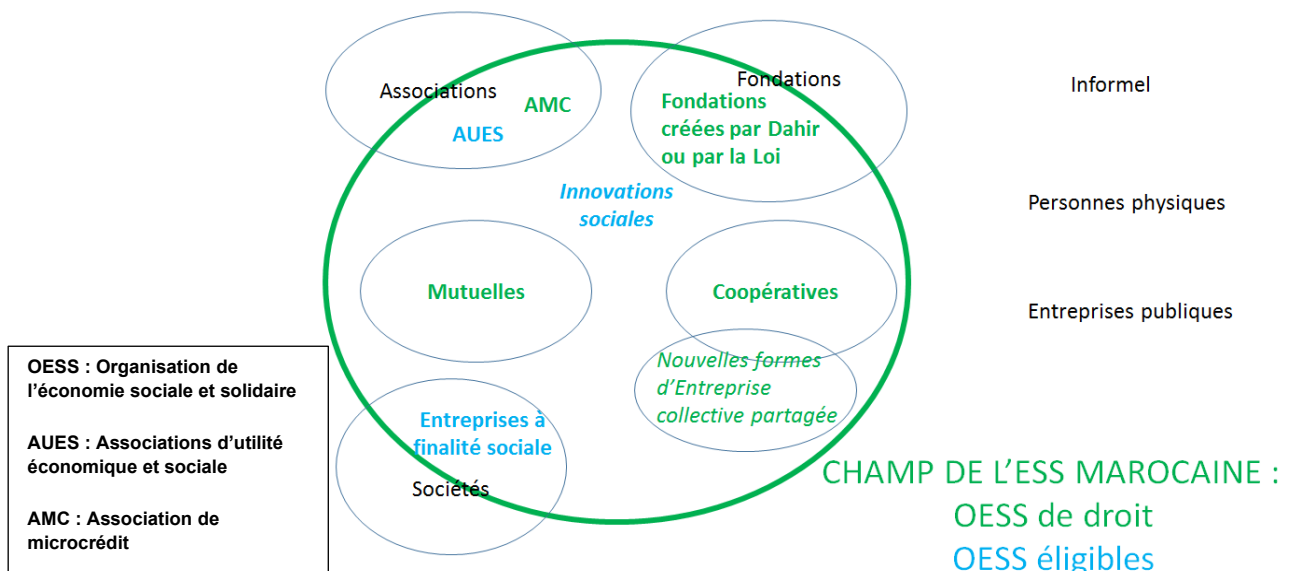 Associations
AMC
AUES
Fondations
Fondations
créées par Dahir
ou par la Loi
Informel
Innovations
sociales
Personnes physiques
Mutuelles
Coopératives
Entreprises publiques
Nouvelles formes
d’Entreprise
collective partagée
OESS : Organisation de
l’économie sociale et solidaire
AUES : Associations d’utilité
économique et sociale
AMC : Association de
microcrédit
Entreprises à
finalité sociale
Sociétés
CHAMP DE L’ESS MAROCAINE :
OESS de droit
OESS éligibles